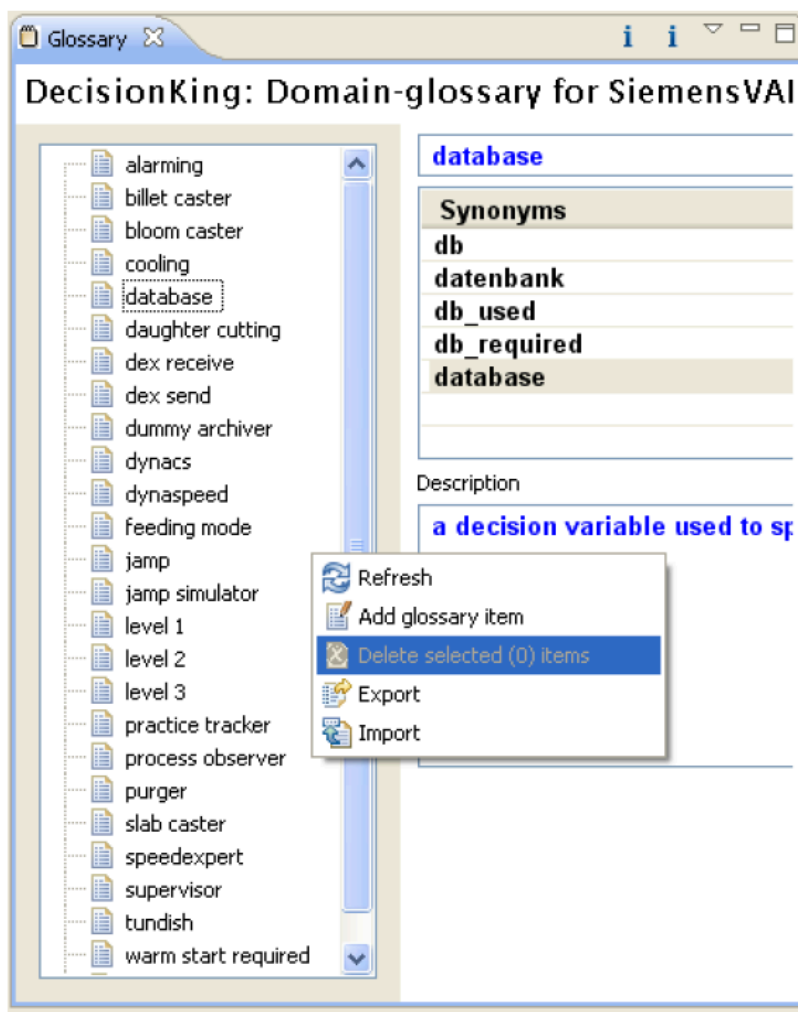 Glossary
DecisionKing: Domain-glossary for SiemensVAI
alarming
billet caster
bloom caster
cooling
database
daughter cutting
dex receive
dex send
dummy archiver
dynacs
dynaspeed
feeding mode
jamp
jamp simulator
level 1
level 2
level 3
practice tracker
process observer
purger
slab caster
speedexpert
supervisor
tundish
warm start required
database
Synonyms
db
datenbank
db_used
db_required
database
Description
a decision variable used to sp
Refresh
Add glossary item
Delete selected (0) items
Export
Import